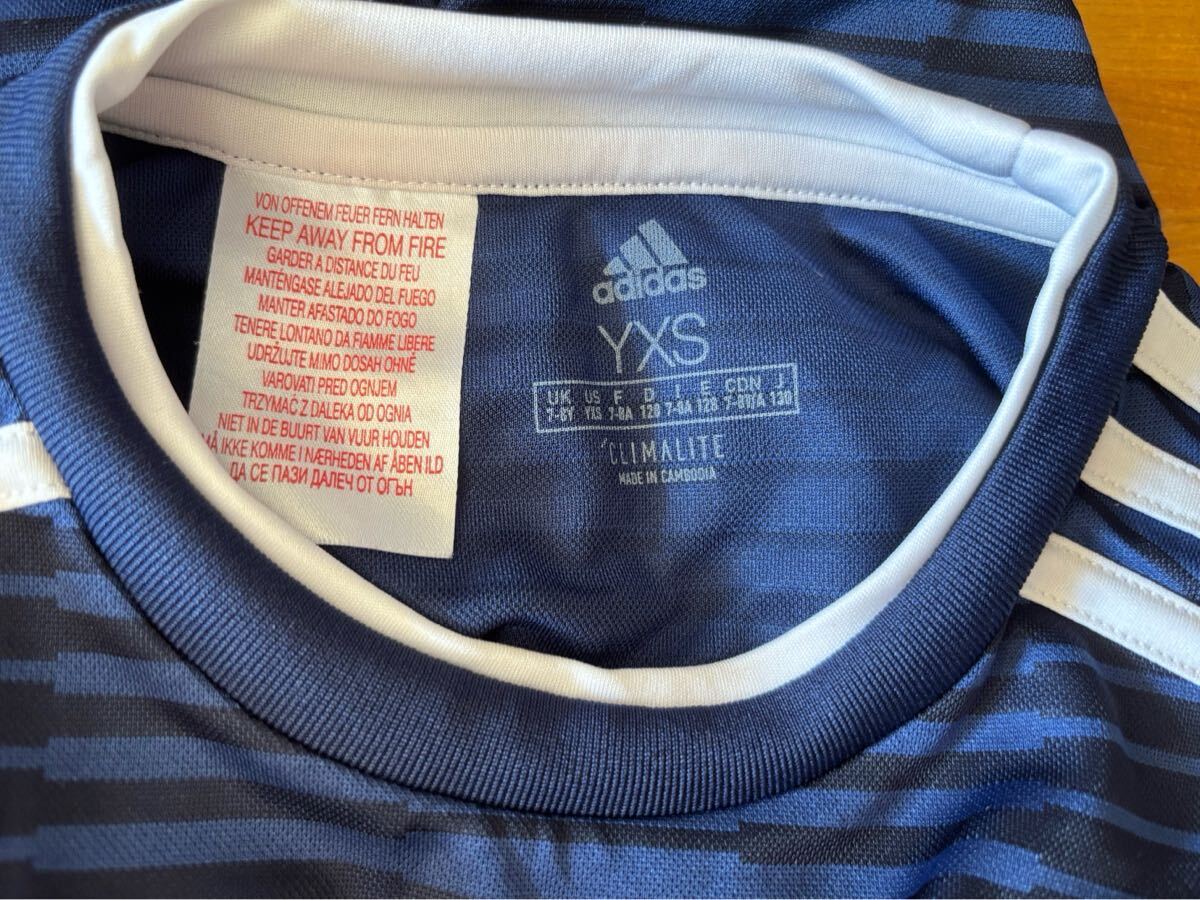 VON OFFENEM FEUER FERN HALTEN
KEEP AWAY FROM FIRE
GARDER A DISTANCE DU FEU
MANTÉNGASE ALEJADO DEL FUEGO
MANTER AFASTADO DO FOGO
TENERE LONTANO DA FIAMME LIBERE
UDRŽUJTE MIMO DOSAH OHNĚ
VAROVATI PRED OGNJEM
TRZYMAĆ Z DALEKA OD OGNIA
NIET IN DE BUURT VAN VUUR HOUDEN
MÅ IKKE KOMME I NÆRHEDEN AF ÅBEN ILD
ДА СЕ ПАЗИ ДАЛЕЧ ОТ ОГЪН
adidas
YXS
UK US F D I E CDN J
7-8Y YXS 7-8A 128 7-8A 128 7-8Y/A 130
CLIMALITE
MADE IN CAMBODIA